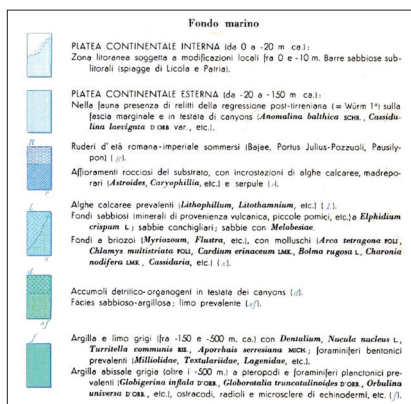 Fondo marino
PLATEA CONTINENTALE INTERNA (da 0 a -20 m ca.):
Zona litoranea soggetta a modificazioni locali fra 0 e -10 m. Barre sabbiose sub-
litorali (spiagge di Licola e Patria).
PLATEA CONTINENTALE ESTERNA (da -20 a -150 m ca.):
Nella fauna presenza di relitti della regressione post-tirreniana (= Würm 1°) sulla
fascia marginale e in testata di canyons (Anomalina balthica SCHR., Cassidu-
lina laevigata D'ORB var., etc.).
Ruderi d'età romana-imperiale sommersi (Bajae, Portus Julius-Pozzuoli, Pausily-
pon) (R)
Affioramenti rocciosi del substrato, con incrostazioni di alghe calcaree, madrepo-
rari (Astroides, Caryophillia, etc.) e serpule (r).
Alghe calcaree prevalenti (Lithophillum, Litothamnium, etc.) (L)
Fondi sabbiosi (minerali di provenienza vulcanica, piccole pomici, etc.) a Elphidium
crispum L.; sabbie conchigliari; sabbie con Melobesiae.
Fondi a briozoi (Myriozoum, Flustra, etc.), con molluschi (Arca tetragona POLI,
Chlamys multistriata POLI, Cardium erinaceum LMK., Bolma rugosa L., Charonia
nodifera LMK., Cassidaria, etc.) (s)
Accumuli detritico-organogeni in testata dei canyons (d)
Facies sabbioso-argillosa; limo prevalente (sf)
Argilla e limo grigi (fra -150 e -500 m. ca) con Dentalium, Nucula nucleus L.,
Turritella communis RIS., Aporrhais serresiana MICH.; foraminiferi bentonici
prevalenti (Milliolidae, Textulariidae, Lagenidae, etc.).
Argilla abissale grigia (oltre i -500 m.) a pteropodi e foraminiferi planctonici pre-
valenti (Globigerina inflata D'ORB., Globorotalia truncatulinoides D'ORB., Orbulina
universa D'ORB., etc.), ostracodi, radioli e microsclere di echinodermi, etc. (f).